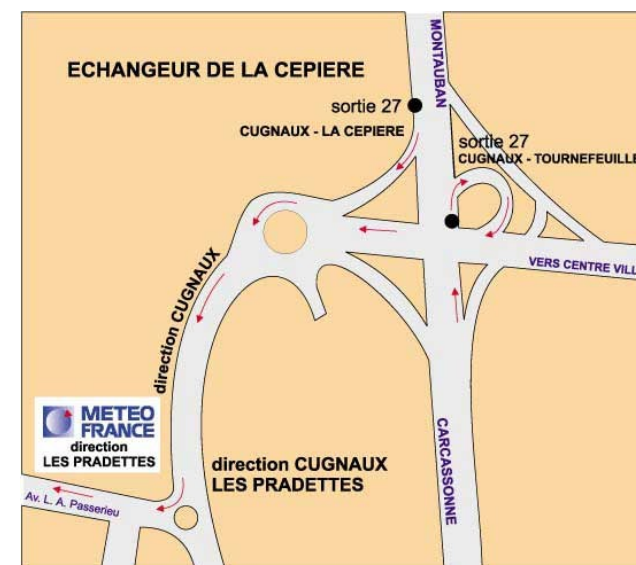 MONTAUBAN
ECHANGEUR DE LA CEPIERE
sortie 27
CUGNAUX - LA CEPIERE
sortie 27
CUGNAUX - TOURNEFEUILLE
VERS CENTRE VILL
direction CUGNAUX
METEO
FRANCE
direction
LES PRADETTES
direction CUGNAUX
LES PRADETTES
CARCASSONNE
Av. L. A. Passerieu